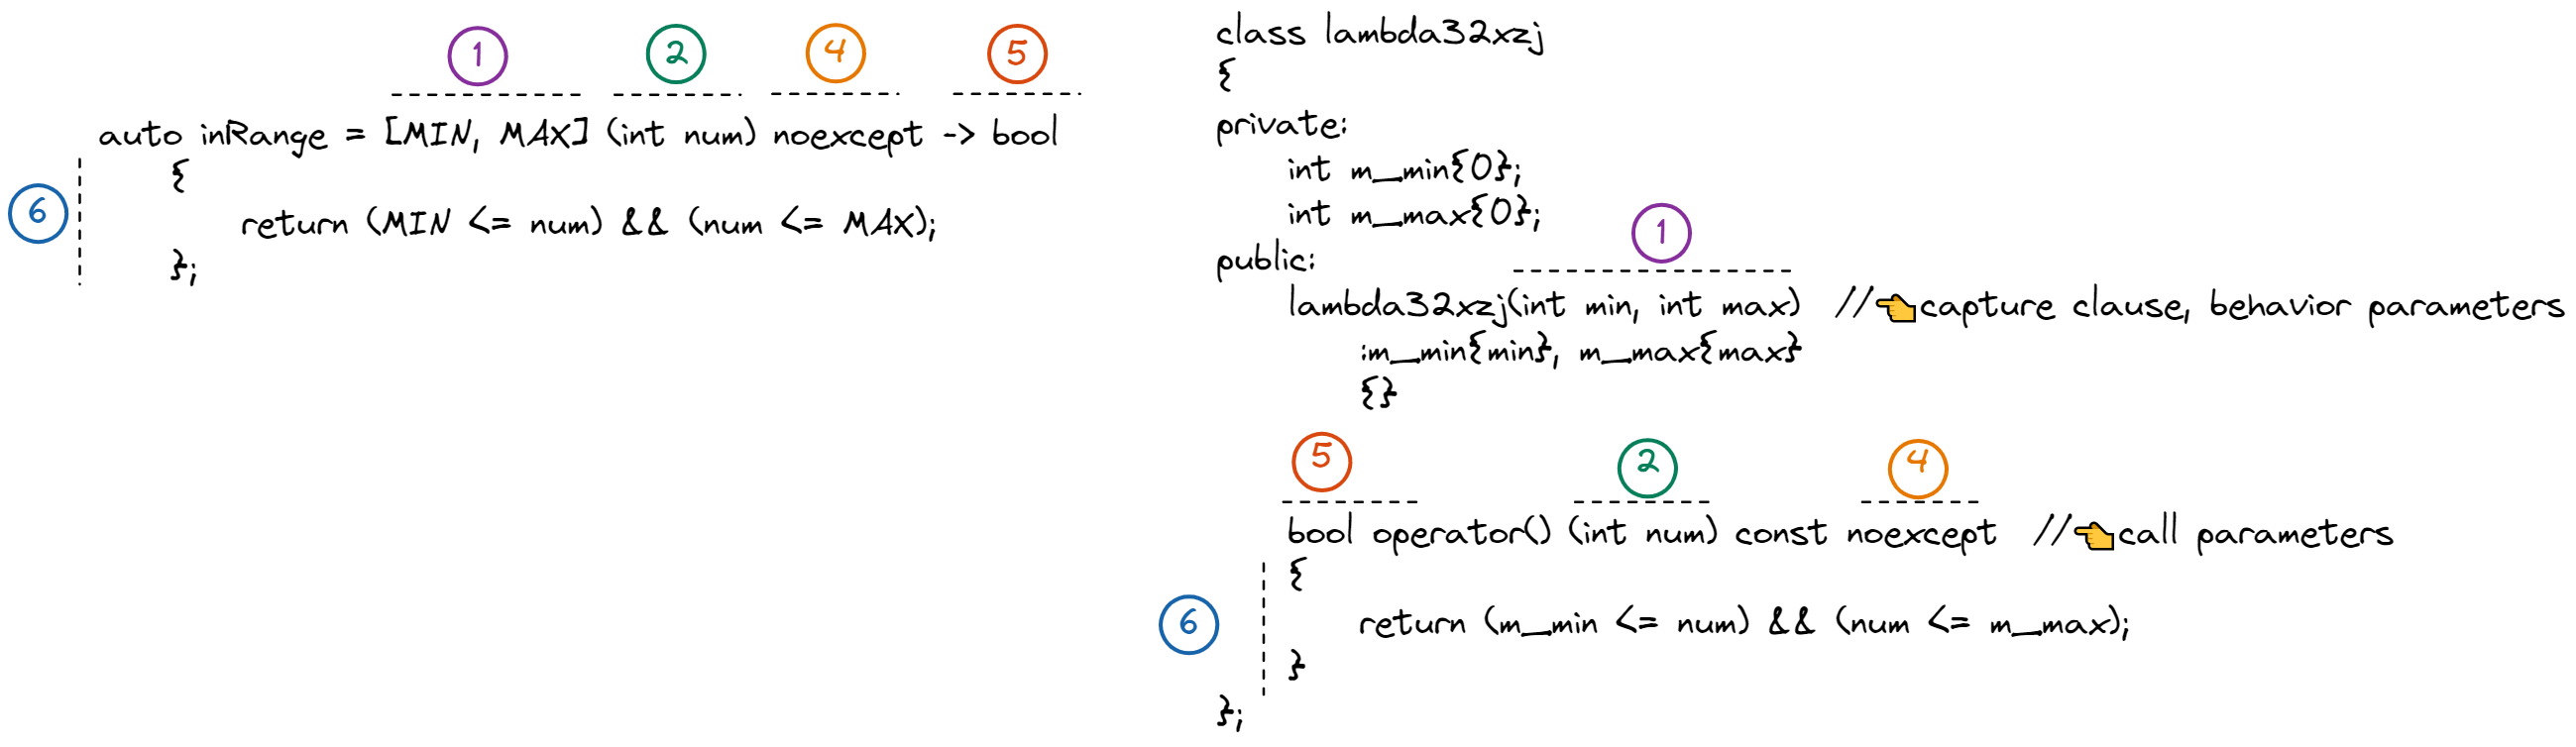 1 2 4 5
auto inRange = [MIN, MAX] (int num) noexcept -> bool
{
6
return (MIN <= num) && (num <= MAX);
};
class lambda32xzj
{
private:
int m_min{0};
int m_max{0};
1
public:
lambda32xzj(int min, int max) //👈capture clause, behavior parameters
:m_min{min}, m_max{max}
{}
5 2 4
bool operator() (int num) const noexcept //👈call parameters
{
6
return (m_min <= num) && (num <= m_max);
}
};